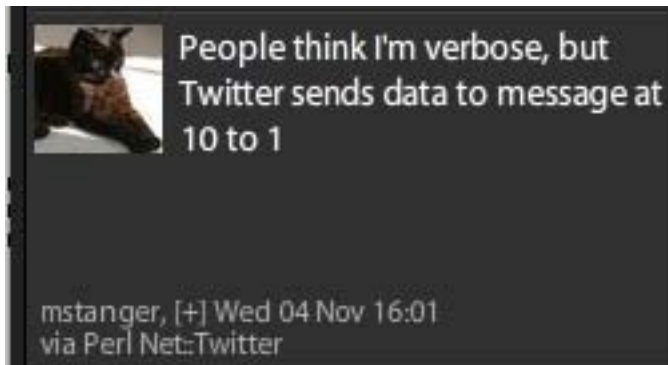 People think I'm verbose, but
Twitter sends data to message at
10 to 1
mstanger, [+] Wed 04 Nov 16:01
via Perl Net::Twitter